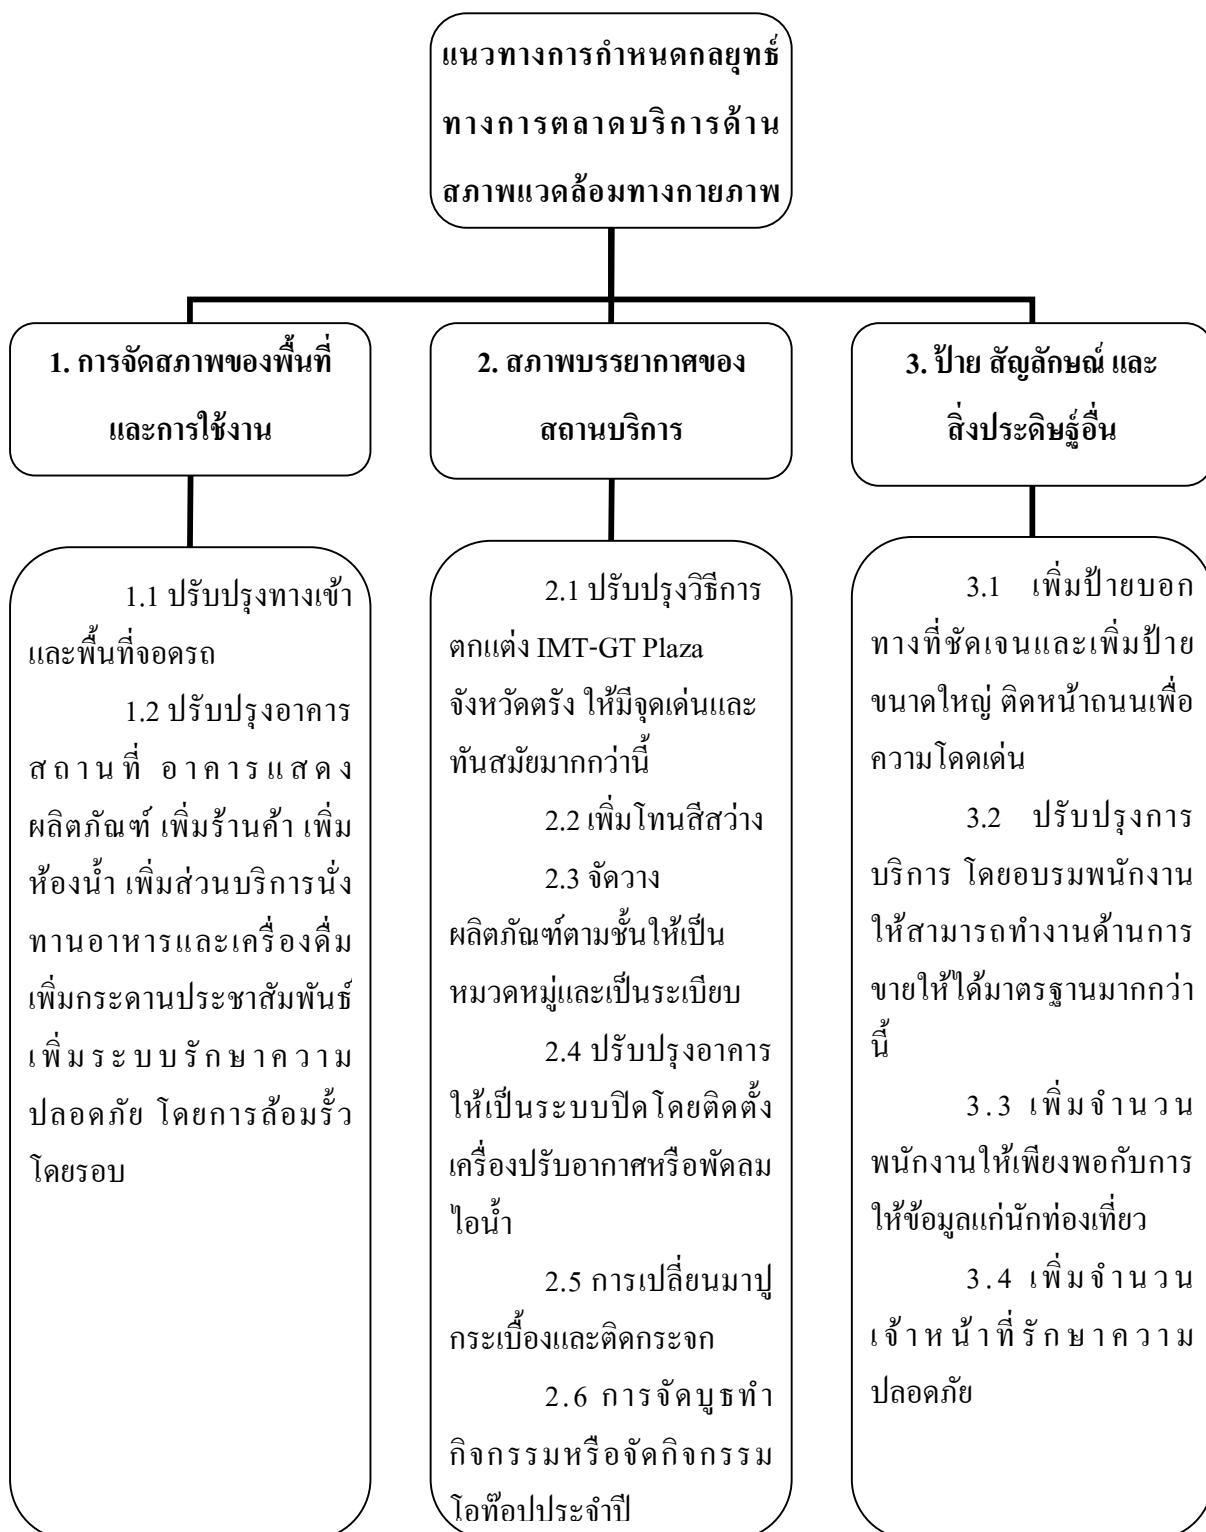 แนวทางการกำหนดกลยุทธ์
ทางการตลาดบริการด้าน
สภาพแวดล้อมทางกายภาพ
1. การจัดสภาพของพื้นที่
และการใช้งาน
2. สภาพบรรยากาศของ
สถานบริการ
3. ป้าย สัญลักษณ์ และ
สิ่งประดิษฐ์อื่น
1.1 ปรับปรุงทางเข้า
และพื้นที่จอดรถ
1.2 ปรับปรุงอาคาร
สถานที่ อาคารแสดง
ผลิตภัณฑ์ เพิ่มร้านค้า เพิ่ม
ห้องน้ำ เพิ่มส่วนบริการนั่ง
ทานอาหารและเครื่องดื่ม
เพิ่มกระดานประชาสัมพันธ์
เพิ่มระบบรักษาความ
ปลอดภัย โดยการล้อมรั้ว
โดยรอบ
2.1 ปรับปรุงวิธีการ
ตกแต่ง IMT-GT Plaza
จังหวัดตรัง ให้มีจุดเด่นและ
ทันสมัยมากกว่านี้
2.2 เพิ่มโทนสีสว่าง
2.3 จัดวาง
ผลิตภัณฑ์ตามชั้นให้เป็น
หมวดหมู่และเป็นระเบียบ
2.4 ปรับปรุงอาคาร
ให้เป็นระบบปิดโดยติดตั้ง
เครื่องปรับอากาศหรือพัดลม
ไอน้ำ
2.5 การเปลี่ยนมาปู
กระเบื้องและติดกระจก
2.6 การจัดบูธทำ
กิจกรรมหรือจัดกิจกรรม
โอท๊อปประจำปี
3.1 เพิ่มป้ายบอก
ทางที่ชัดเจนและเพิ่มป้าย
ขนาดใหญ่ ติดหน้าถนนเพื่อ
ความโดดเด่น
3.2 ปรับปรุงการ
บริการ โดยอบรมพนักงาน
ให้สามารถทำงานด้านการ
ขายให้ได้มาตรฐานมากกว่า
นี้
3.3 เพิ่มจำนวน
พนักงานให้เพียงพอกับการ
ให้ข้อมูลแก่นักท่องเที่ยว
3.4 เพิ่มจำนวน
เจ้าหน้าที่รักษาความ
ปลอดภัย